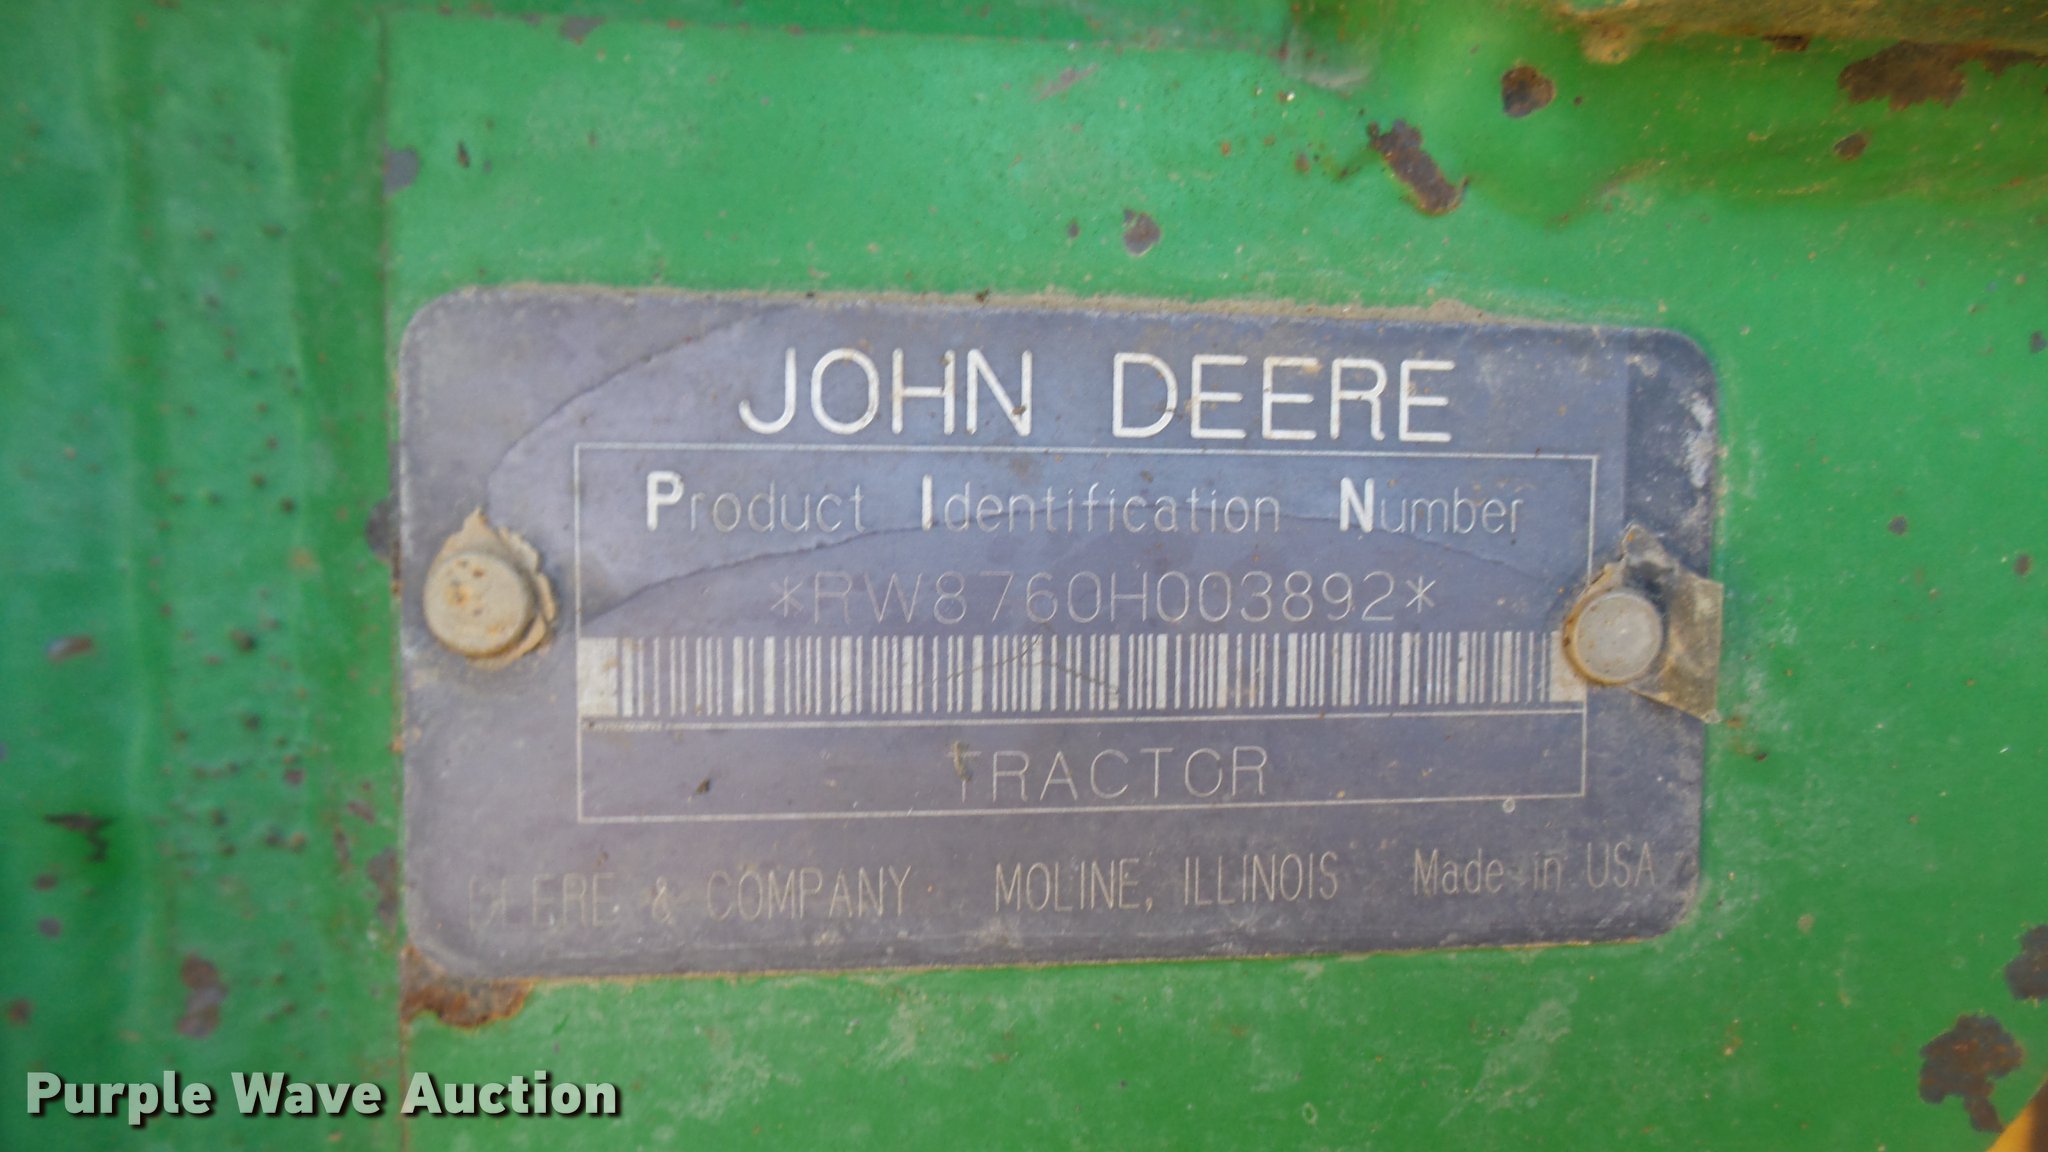 JOHN DEERE
Product Identification Number
*RW8760H003892*
TRACTOR
DEERE & COMPANY MOLINE, ILLINOIS Made in USA
Purple Wave Auction